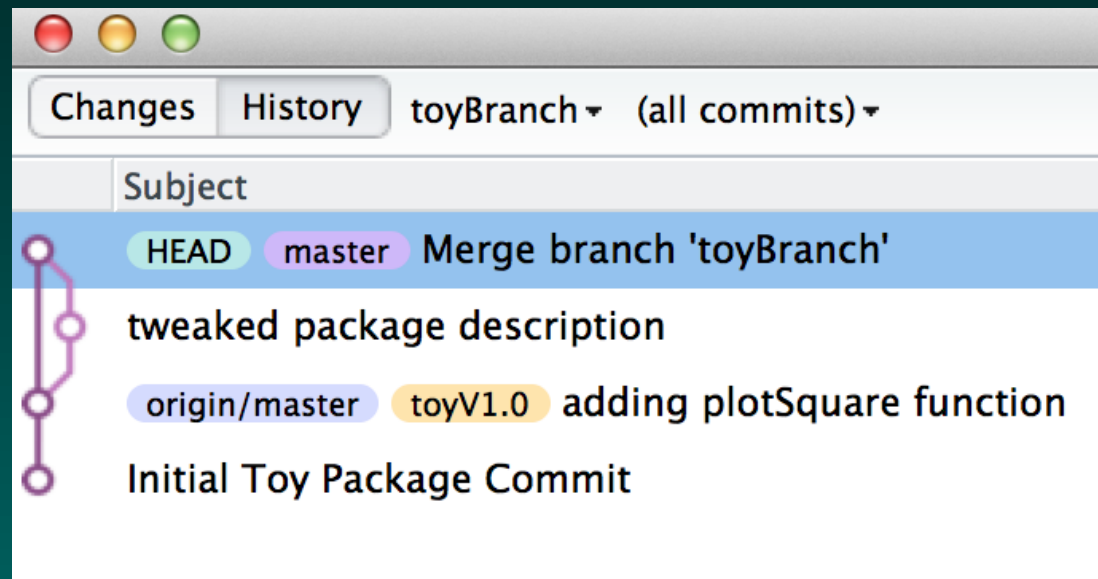 Changes History toyBranch (all commits)
Subject
HEAD master Merge branch 'toyBranch'
tweaked package description
origin/master toyV1.0 adding plotSquare function
Initial Toy Package Commit